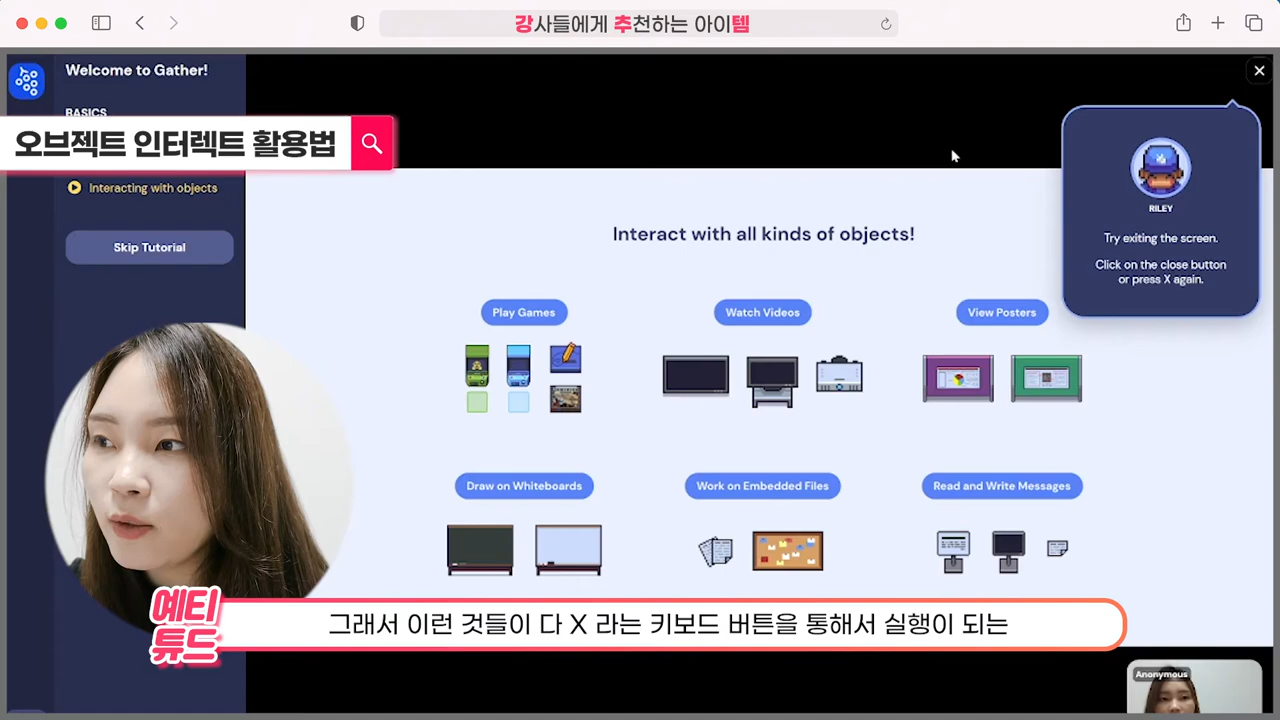 강사들에게 추천하는 아이템
Welcome to Gather!
BASICS
오브젝트 인터렉트 활용법
Interacting with objects
Skip Tutorial
RILEY
Try exiting the screen.
Click on the close button
or press X again.
Interact with all kinds of objects!
Play Games
Watch Videos
View Posters
Draw on Whiteboards
Work on Embedded Files
Read and Write Messages
예티
튜드
그래서 이런 것들이 다 X 라는 키보드 버튼을 통해서 실행이 되는
Anonymous